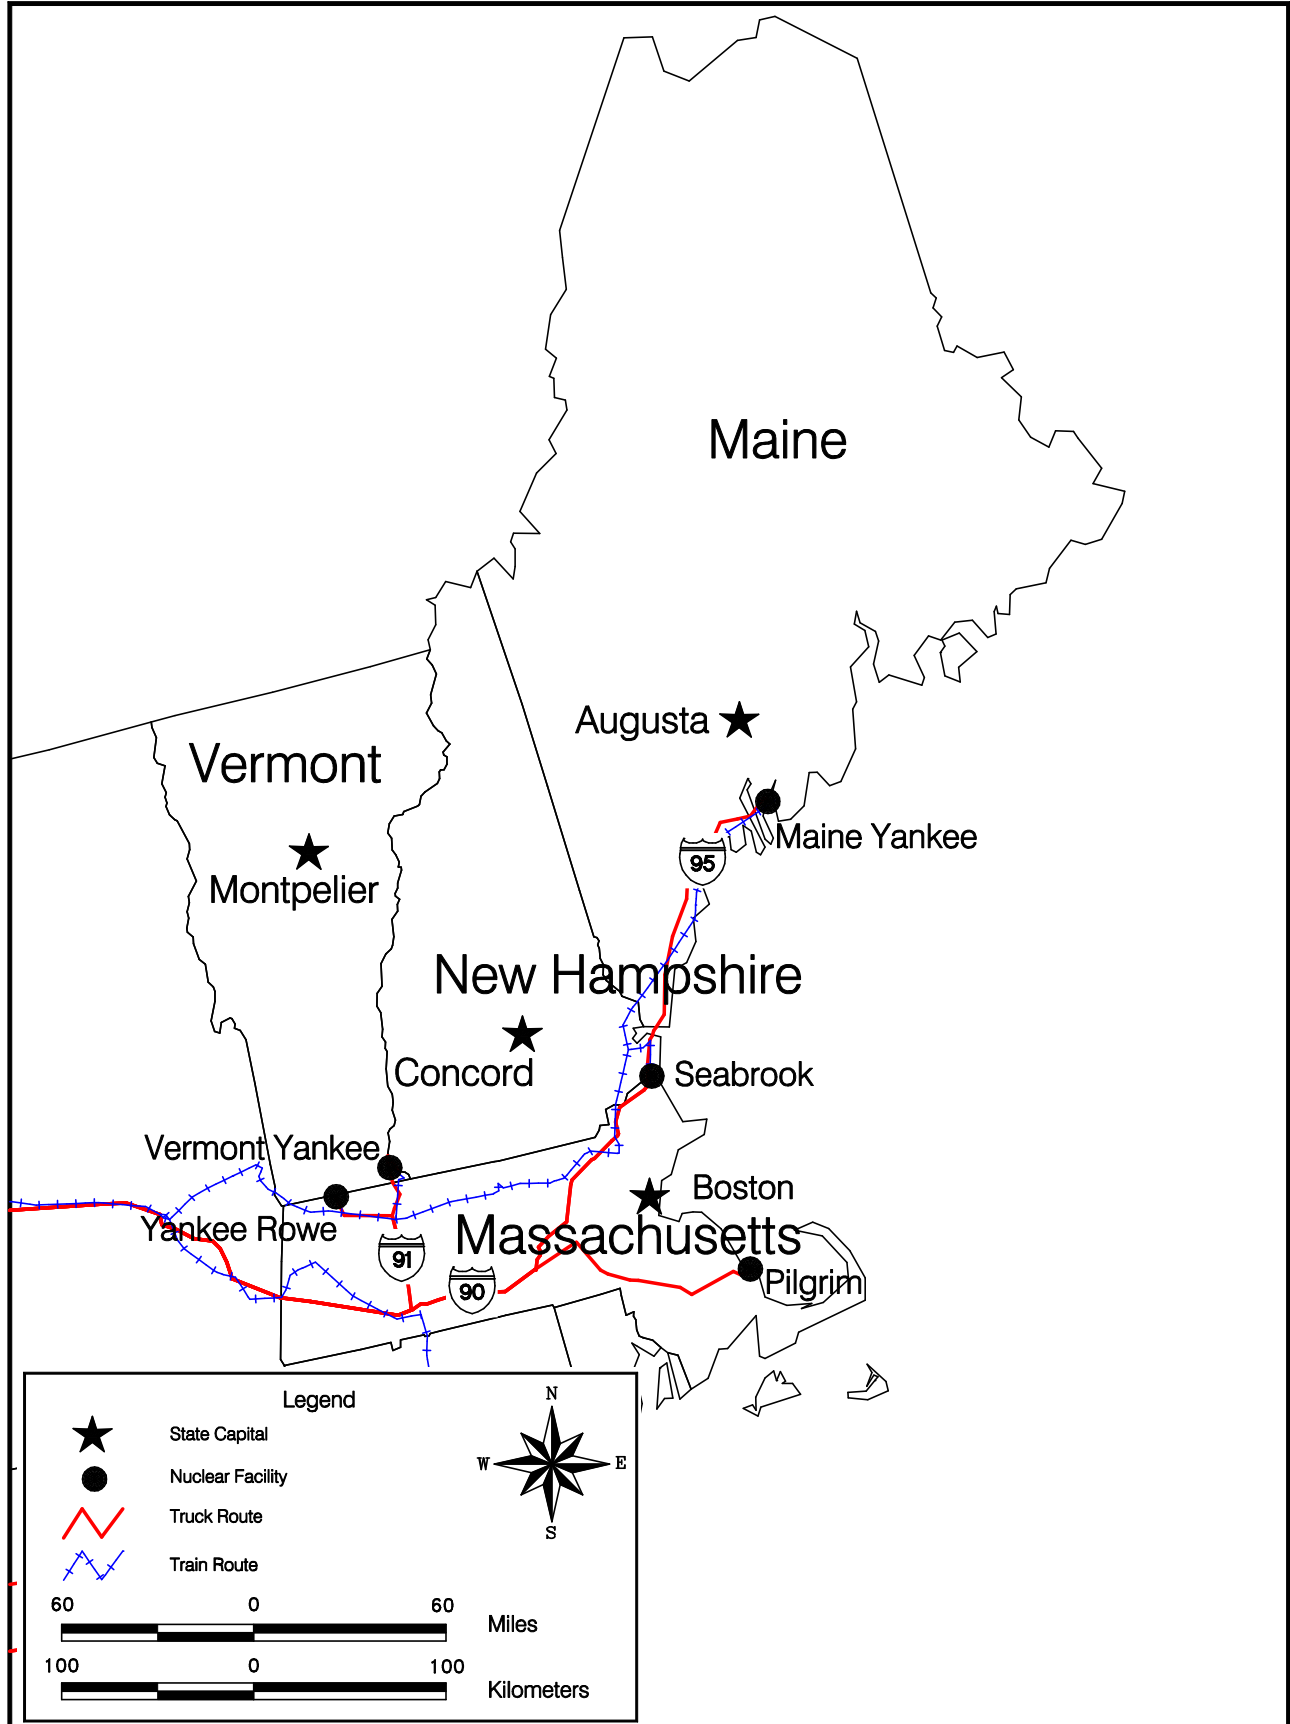 Maine
Augusta
Vermont
Maine Yankee
95
Montpelier
New Hampshire
Concord
Seabrook
Vermont Yankee
Boston
Yankee Rowe
Massachusetts
91
90
Pilgrim
Legend
N
State Capital
W
E
Nuclear Facility
Truck Route
S
Train Route
60 0 60
Miles
100 0 100
Kilometers